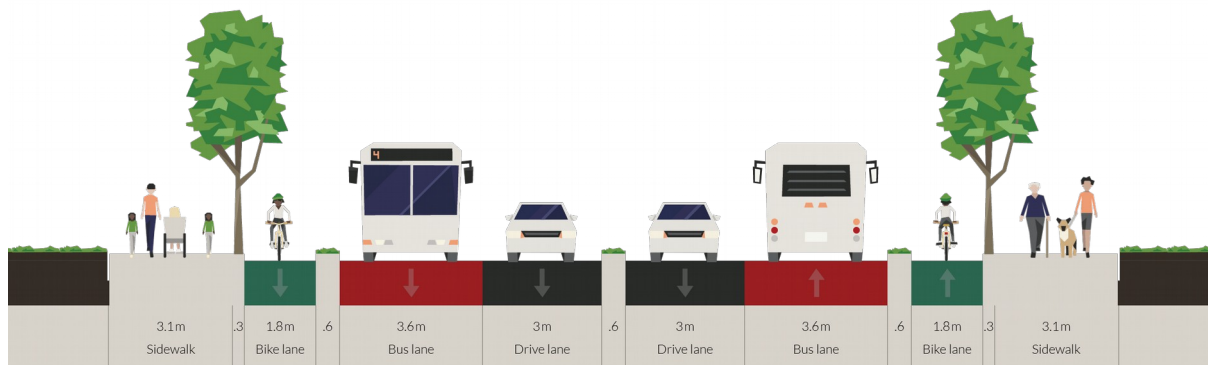 4
3.1m .3 1.8m .6 3.6m 3m .6 3m 3.6m .6 1.8m .3 3.1m
Sidewalk Bike lane Bus lane Drive lane Drive lane Bus lane Bike lane Sidewalk